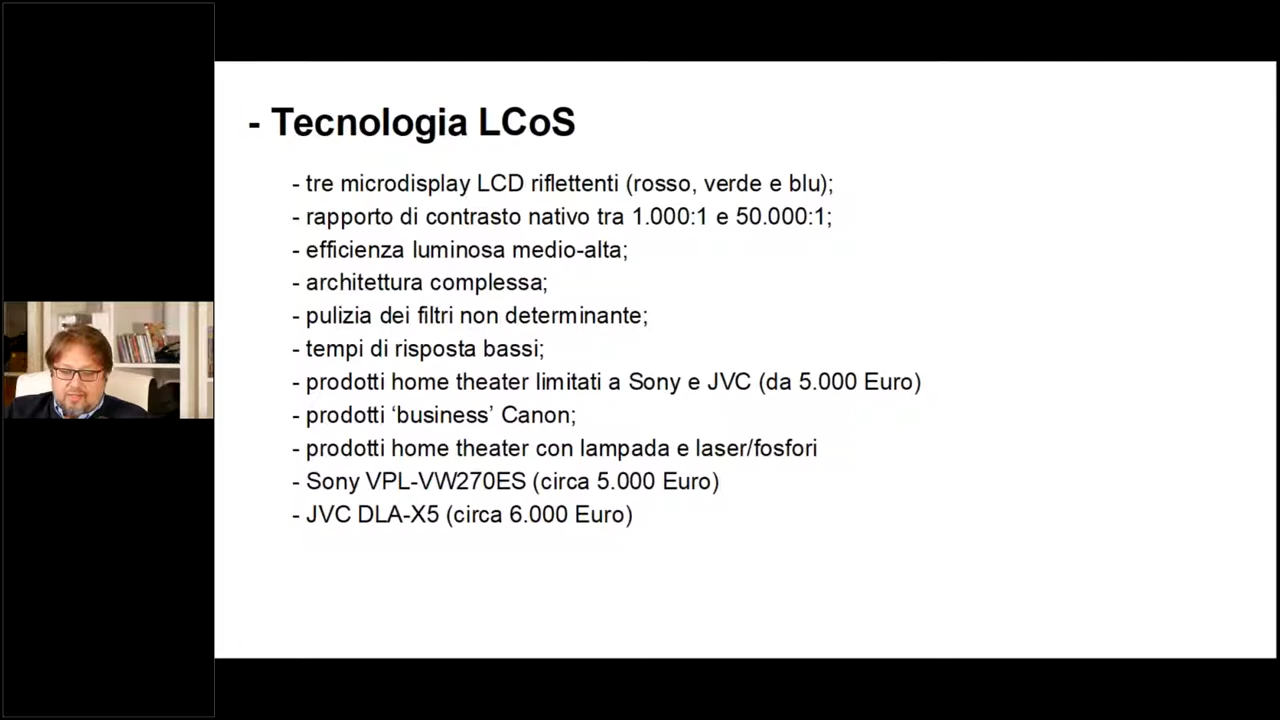 - Tecnologia LCoS
- tre microdisplay LCD riflettenti (rosso, verde e blu);
- rapporto di contrasto nativo tra 1.000:1 e 50.000:1;
- efficienza luminosa medio-alta;
- architettura complessa;
- pulizia dei filtri non determinante;
- tempi di risposta bassi;
- prodotti home theater limitati a Sony e JVC (da 5.000 Euro)
- prodotti ‘business’ Canon;
- prodotti home theater con lampada e laser/fosfori
- Sony VPL-VW270ES (circa 5.000 Euro)
- JVC DLA-X5 (circa 6.000 Euro)